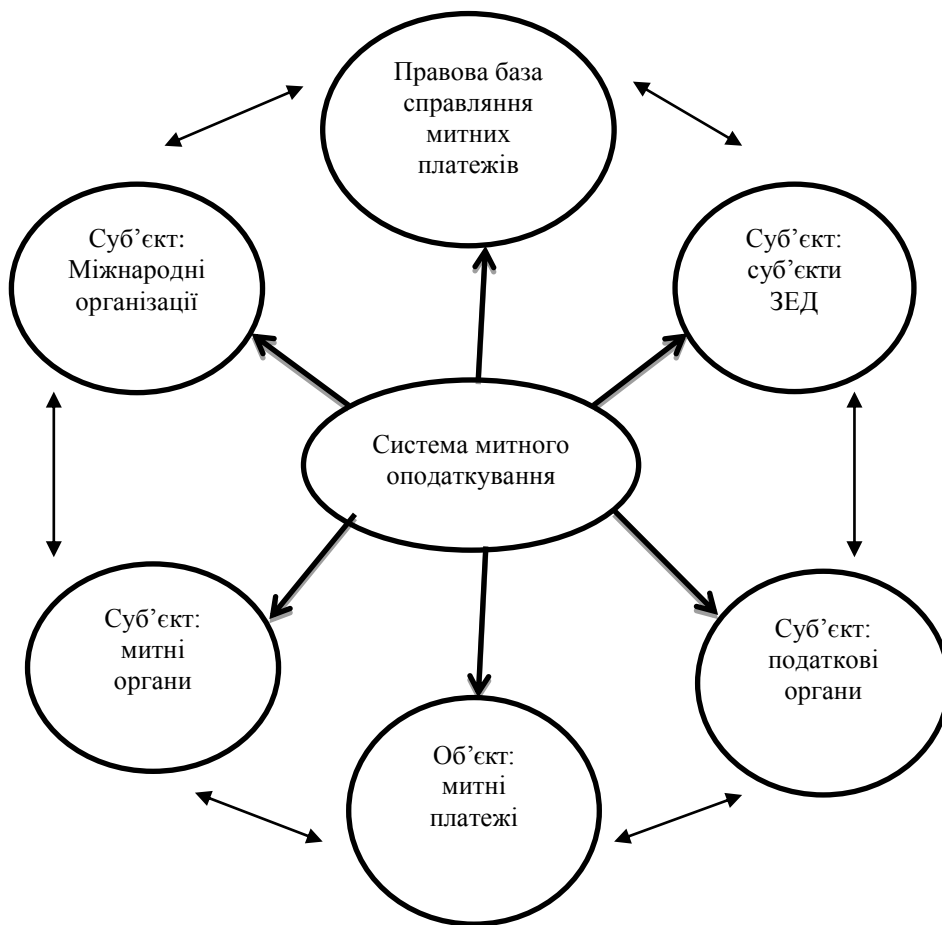 Правова база
справляння
митних
платежів
Суб’єкт:
Міжнародні
організації
Суб’єкт:
суб’єкти
ЗЕД
Система митного
оподаткування
Суб’єкт:
митні
органи
Суб’єкт:
податкові
органи
Об’єкт:
митні
платежі